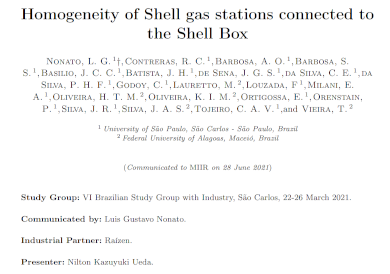 Homogeneity of Shell gas stations connected to
the Shell Box
Nonato, L. G.¹†, Contreras, R. C.¹, Barbosa, A. O.¹, Barbosa, S.
S.¹, Basilio, J. C. C.¹, Batista, J. H.¹, de Sena, J. G. S.¹, da Silva, C. E.¹, da
Silva, P. H. F.¹, Godoy, C.¹, Lauretto, M.², Louzada, F¹, Milani, E.
A.¹, Oliveira, H. T. M.², Oliveira, K. I. M.², Ortigossa, E.¹, Orenstain,
P.¹, Silva, J. R.¹, Silva, J. A. S.², Tojeiro, C. A. V.¹, and Vieira, T.²
¹ University of São Paulo, São Carlos - São Paulo, Brazil
² Federal University of Alagoas, Maceió, Brazil
(Communicated to MIIR on 28 June 2021)
Study Group: VI Brazilian Study Group with Industry, São Carlos, 22-26 March 2021.
Communicated by: Luis Gustavo Nonato.
Industrial Partner: Raizen.
Presenter: Nilton Kazuyuki Ueda.